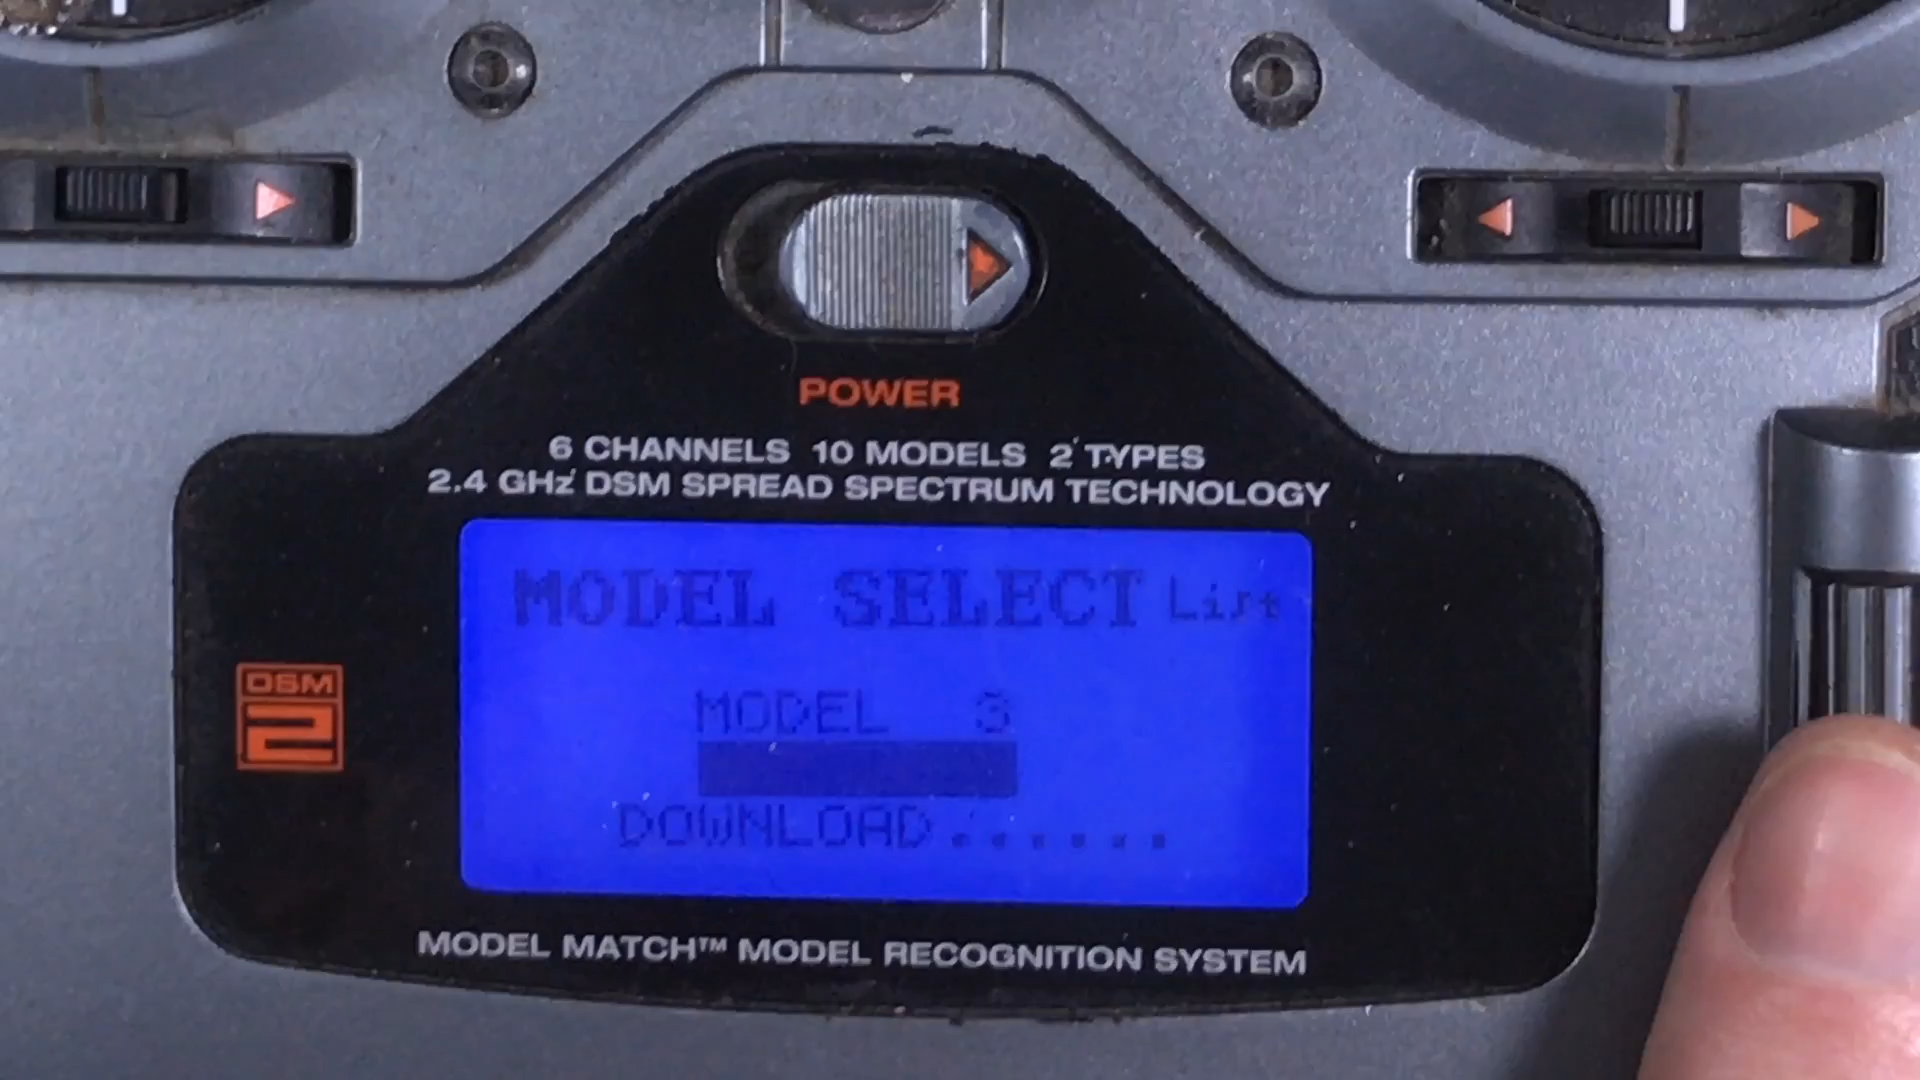 POWER
6 CHANNELS 10 MODELS 2 TYPES
2.4 GHz DSM SPREAD SPECTRUM TECHNOLOGY
MODEL SELECT List
MODEL 3
DOWNLOAD......
DSM
2
MODEL MATCH™ MODEL RECOGNITION SYSTEM